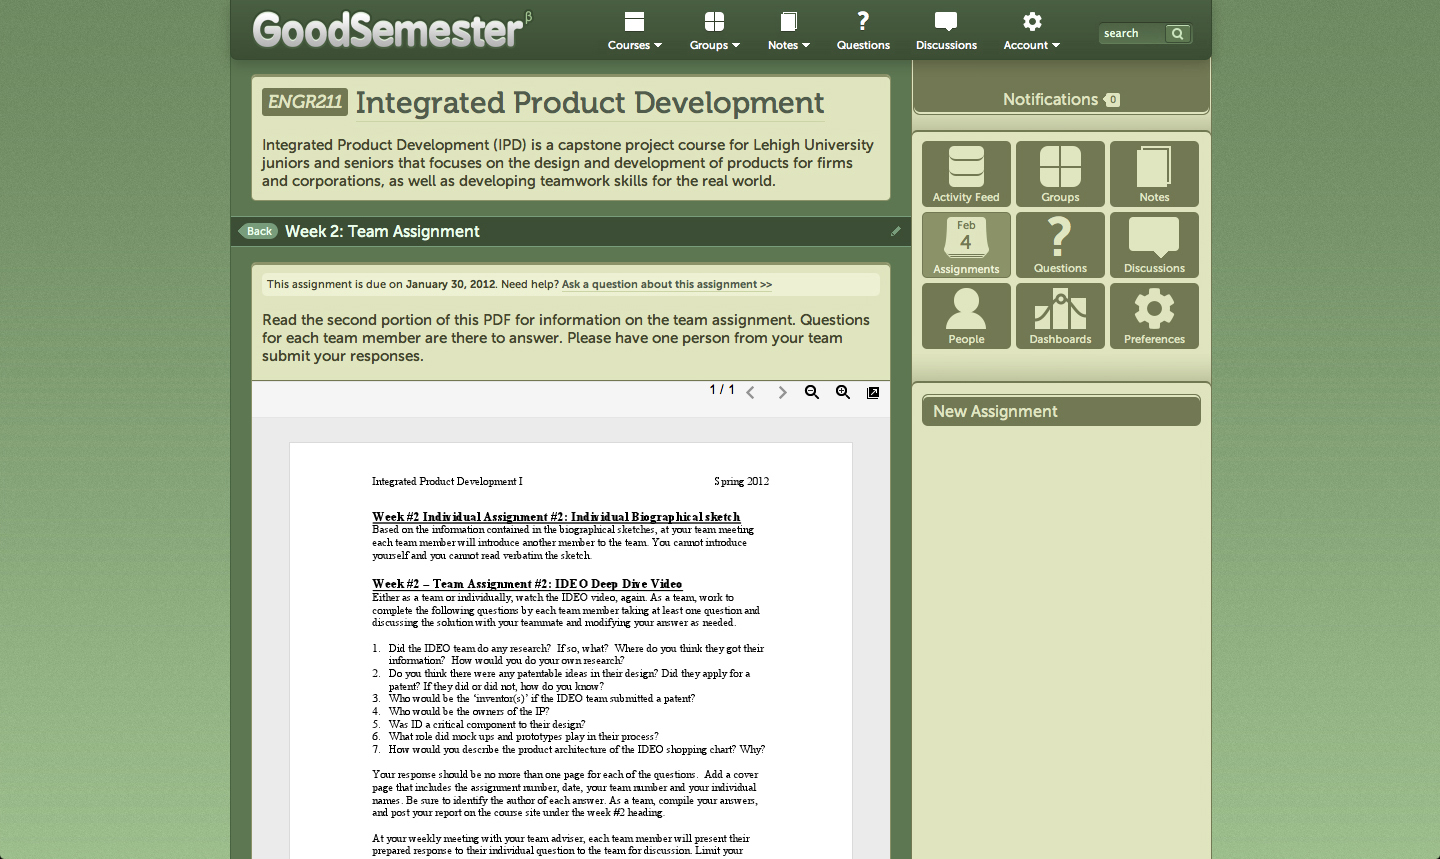 GoodSemester β
Courses
Groups
Notes
Questions
Discussions
Account
search
ENGR211 Integrated Product Development
Integrated Product Development (IPD) is a capstone project course for Lehigh University
juniors and seniors that focuses on the design and development of products for firms
and corporations, as well as developing teamwork skills for the real world.
Back
Week 2: Team Assignment
This assignment is due on January 30, 2012. Need help? Ask a question about this assignment >>
Read the second portion of this PDF for information on the team assignment. Questions
for each team member are there to answer. Please have one person from your team
submit your responses.
1 / 1
Integrated Product Development I Spring 2012
Week #2 Individual Assignment #2: Individual Biographical sketch
Based on the information contained in the biographical sketches, at your team meeting
each team member will introduce another member to the team. You cannot introduce
yourself and you cannot read verbatim the sketch.
Week #2 – Team Assignment #2: IDEO Deep Dive Video
Either as a team or individually, watch the IDEO video, again. As a team, work to
complete the following questions by each team member taking at least one question and
discussing the solution with your teammate and modifying your answer as needed.
1. Did the IDEO team do any research? If so, what? Where do you think they got their
information? How would you do your own research?
2. Do you think there were any patentable ideas in their design? Did they apply for a
patent? If they did or did not, how do you know?
3. Who would be the ‘inventor(s)’ if the IDEO team submitted a patent?
4. Who would be the owners of the IP?
5. Was ID a critical component to their design?
6. What role did mock ups and prototypes play in their process?
7. How would you describe the product architecture of the IDEO shopping chart? Why?
Your response should be no more than one page for each of the questions. Add a cover
page that includes the assignment number, date, your team number and your individual
names. Be sure to identify the author of each answer. As a team, compile your answers,
and post your report on the course site under the week #2 heading.
At your weekly meeting with your team adviser, each team member will present their
prepared response to their individual question to the team for discussion. Limit your
Notifications 0
Activity Feed
Groups
Notes
Feb
4
Assignments
?
Questions
Discussions
People
Dashboards
Preferences
New Assignment